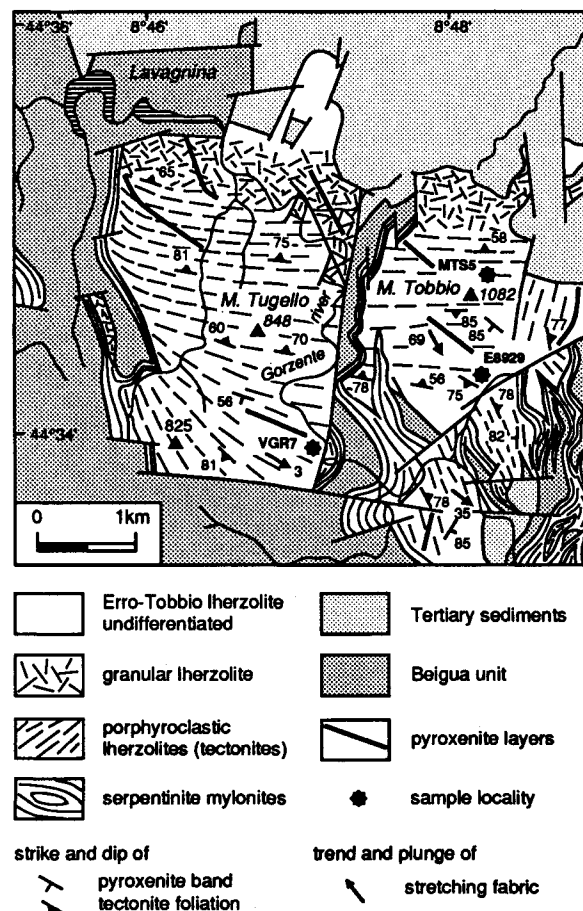 44°36'
8°46'
8°48'
Lavagnina
65
75
58
MTS5
81
M. Tugello
848
river
M. Tobbio
1082
85
85
77
60
70
69
E8929
Gorzente
78
56
75
78
56
44°34'
825
VGR7
82
81
3
78
35
85
0 1km
Erro-Tobbio lherzolite
undifferentiated
Tertiary sediments
granular lherzolite
Beigua unit
porphyroclastic
lherzolites (tectonites)
pyroxenite layers
serpentinite mylonites
sample locality
strike and dip of
trend and plunge of
pyroxenite band
stretching fabric
tectonite foliation